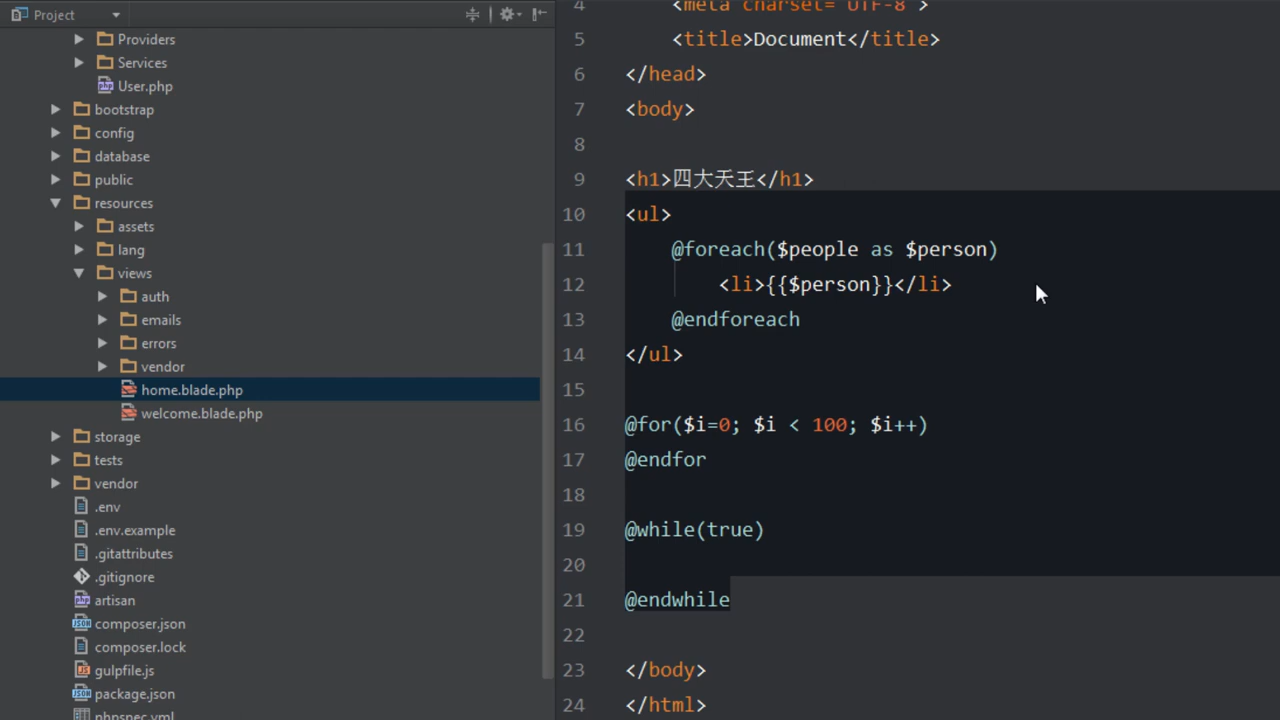 Project
Providers
Services
User.php
bootstrap
config
database
public
resources
assets
lang
views
auth
emails
errors
vendor
home.blade.php
welcome.blade.php
storage
tests
vendor
.env
.env.example
.gitattributes
.gitignore
artisan
composer.json
composer.lock
gulpfile.js
package.json
phpspec.yml
4 <meta charset="UTF-8">
5 <title>Document</title>
6 </head>
7 <body>
8
9 <h1>四大天王</h1>
10 <ul>
11 @foreach($people as $person)
12 <li>{{$person}}</li>
13 @endforeach
14 </ul>
15
16 @for($i=0; $i < 100; $i++)
17 @endfor
18
19 @while(true)
20
21 @endwhile
22
23 </body>
24 </html>